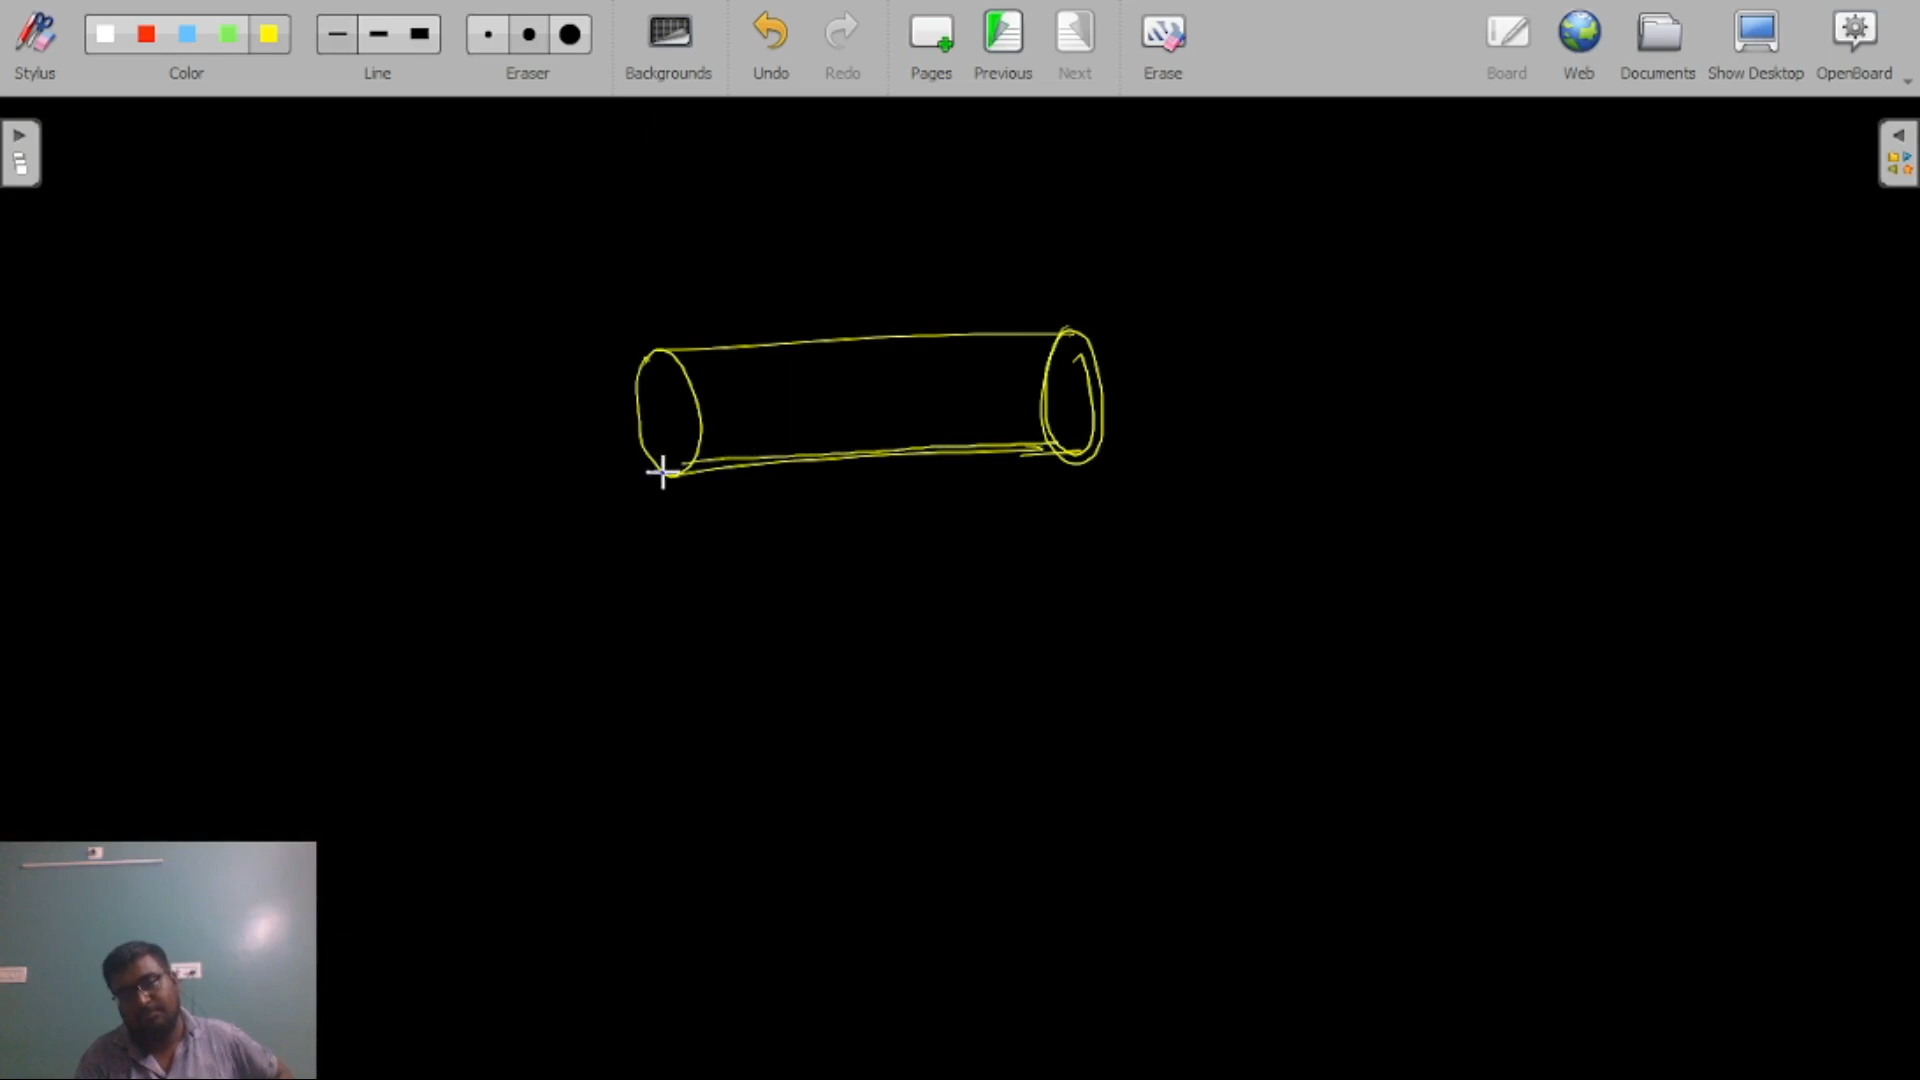 Stylus
Color
Line
Eraser
Backgrounds
Undo
Redo
Pages
Previous
Next
Erase
Board
Web
Documents
Show Desktop
OpenBoard